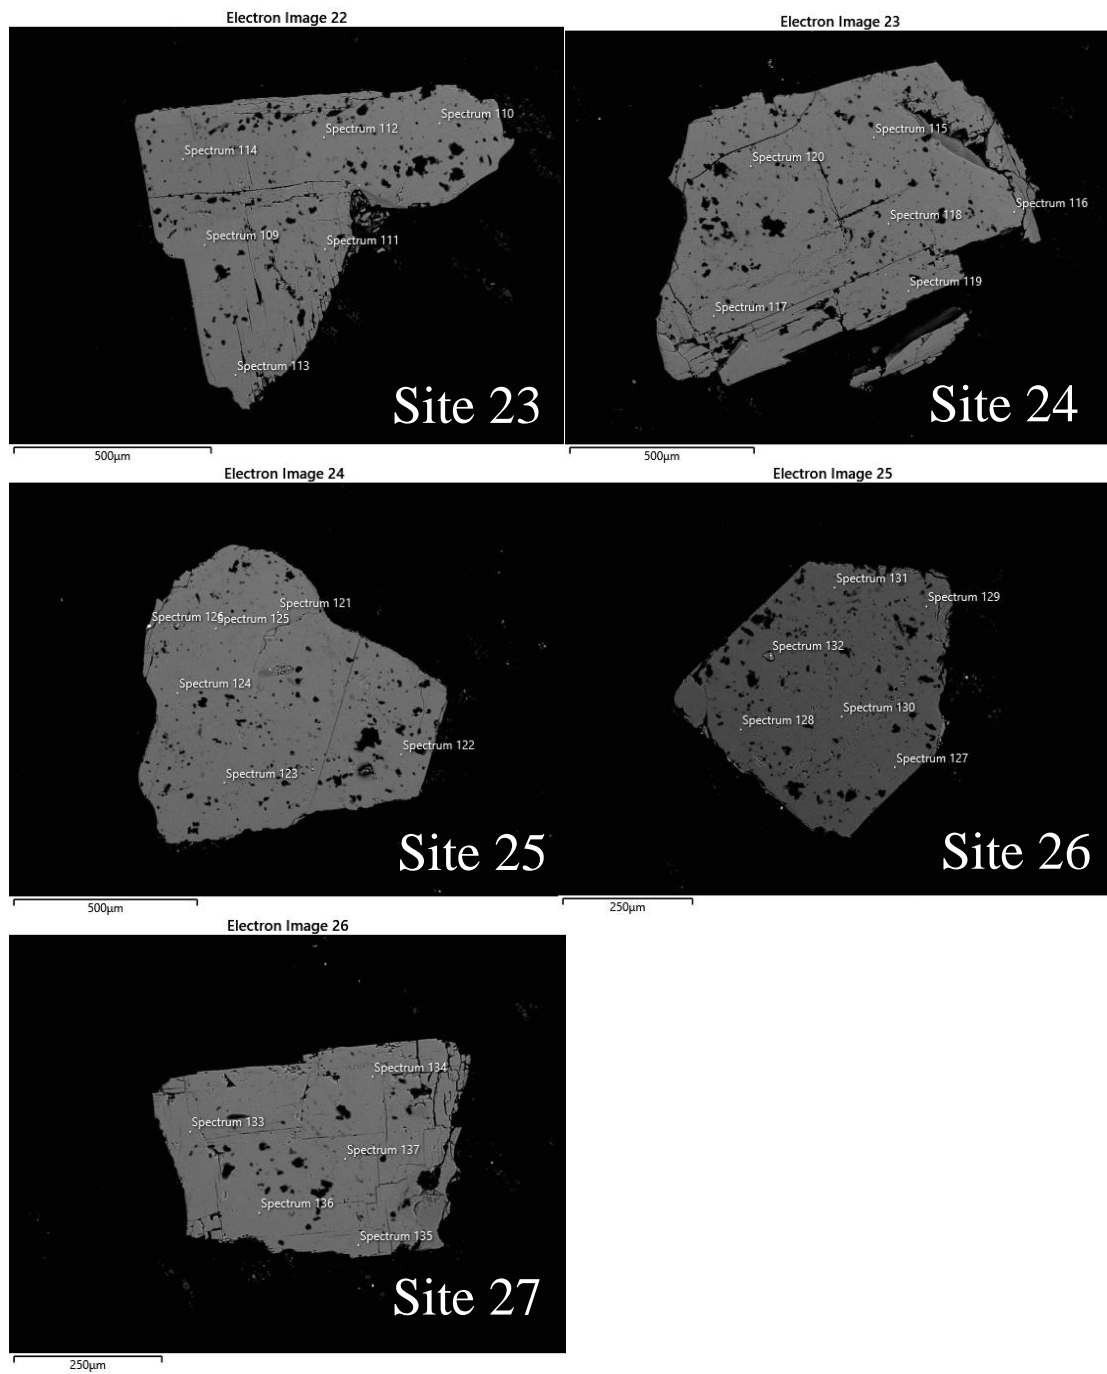 Electron Image 22
Spectrum 110
Spectrum 112
Spectrum 114
Spectrum 109
Spectrum 111
Spectrum 113
Site 23
500µm
Electron Image 23
Spectrum 115
Spectrum 120
Spectrum 116
Spectrum 118
Spectrum 119
Spectrum 117
Site 24
500µm
Electron Image 24
Spectrum 121
Spectrum 126
Spectrum 125
Spectrum 124
Spectrum 122
Spectrum 123
Site 25
500µm
Electron Image 25
Spectrum 131
Spectrum 129
Spectrum 132
Spectrum 130
Spectrum 128
Spectrum 127
Site 26
250µm
Electron Image 26
Spectrum 134
Spectrum 133
Spectrum 137
Spectrum 136
Spectrum 135
Site 27
250µm